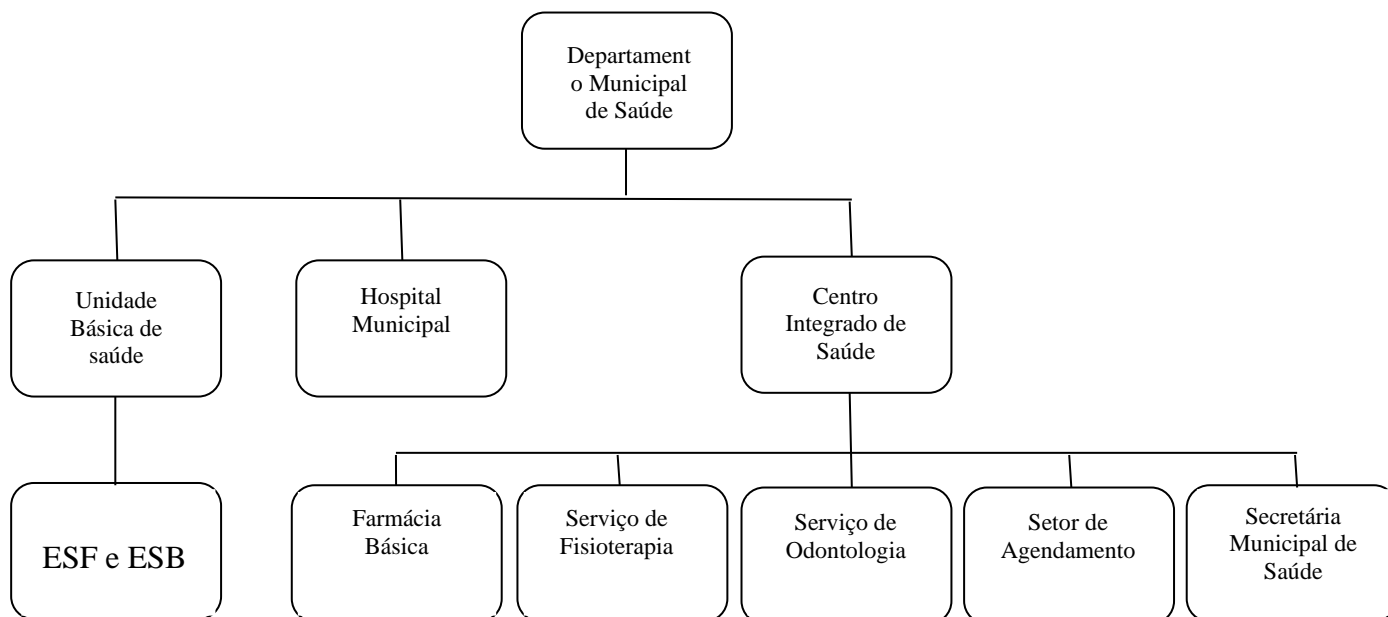 Departament
o Municipal
de Saúde
Unidade
Básica de
saúde
Hospital
Municipal
Centro
Integrado de
Saúde
ESF e ESB
Farmácia
Básica
Serviço de
Fisioterapia
Serviço de
Odontologia
Setor de
Agendamento
Secretária
Municipal de
Saúde